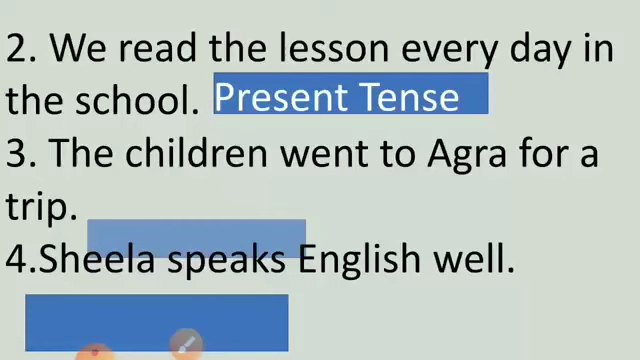 2. We read the lesson every day in
the school. Present Tense
3. The children went to Agra for a
trip.
4.Sheela speaks English well.